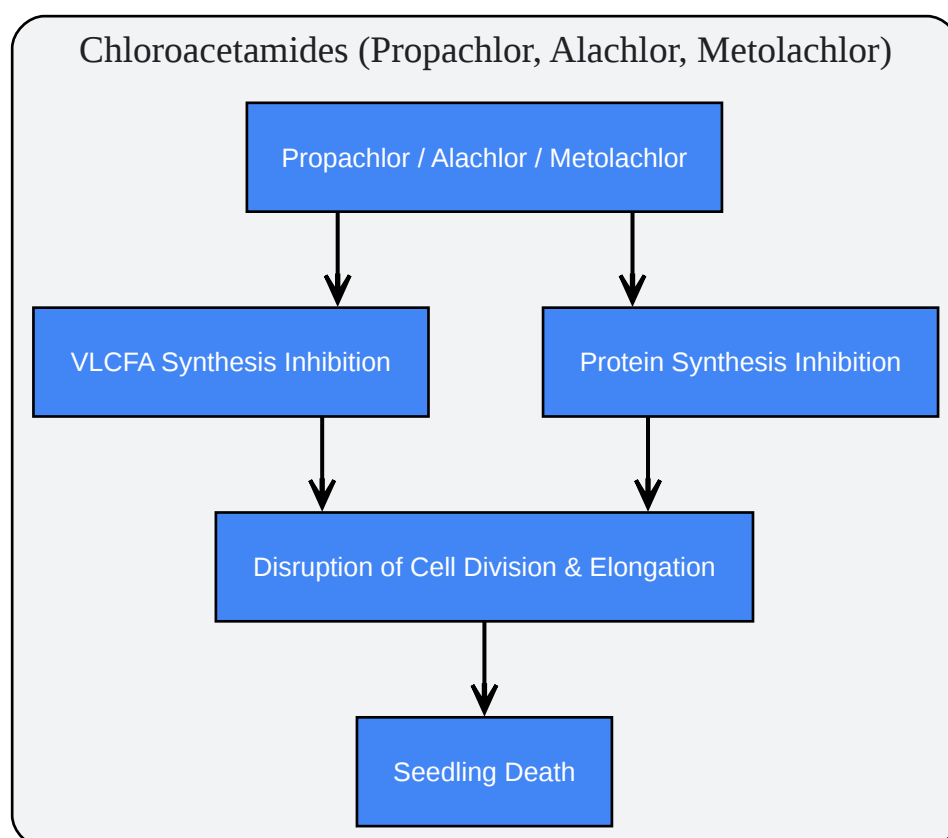 Chloroacetamides (Propachlor, Alachlor, Metolachlor)
Propachlor / Alachlor / Metolachlor
VLCFA Synthesis Inhibition
Protein Synthesis Inhibition
Disruption of Cell Division & Elongation
Seedling Death